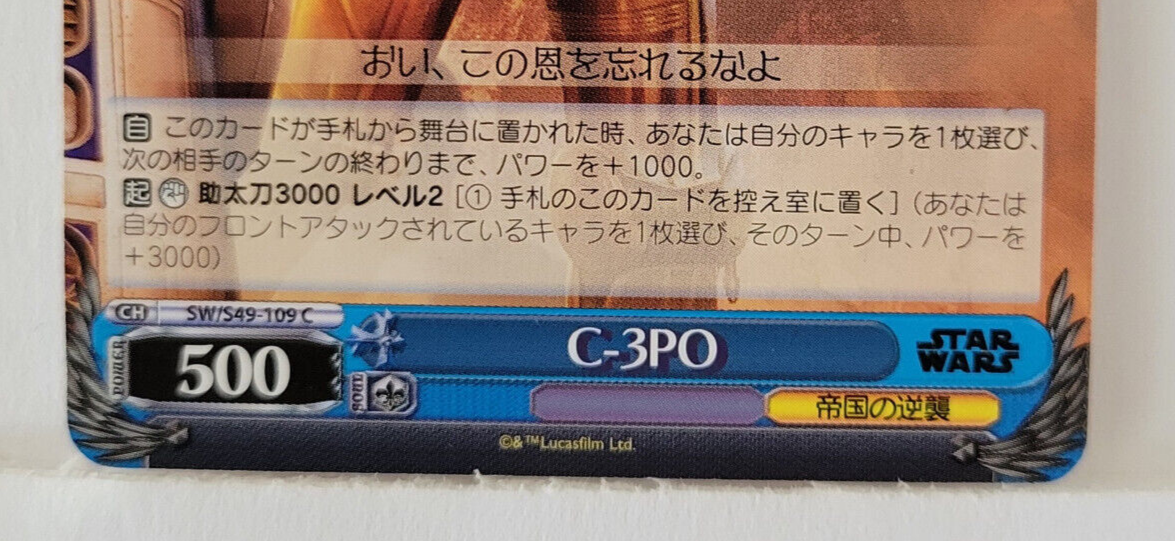 おい、この恩を忘れるなよ
自 このカードが手札から舞台に置かれた時、あなたは自分のキャラを1枚選び、
次の相手のターンの終わりまで、パワーを+1000。
起 助太刀3000 レベル2 [① 手札のこのカードを控え室に置く] (あなたは
自分のフロントアタックされているキャラを1枚選び、そのターン中、パワーを
+3000)
CH SW/S49-109 C
POWER 500 C-3PO STAR WARS
SOUL 帝国の逆襲
©&™Lucasfilm Ltd.